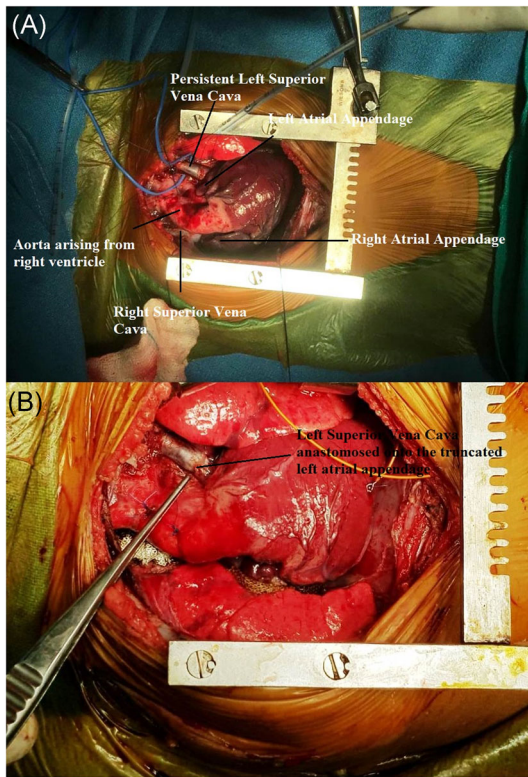 (A)
Persistent Left Superior
Vena Cava
Left Atrial Appendage
Aorta arising from
right ventricle
Right Atrial Appendage
Right Superior Vena
Cava
(B)
Left Superior Vena Cava
anastomosed onto the truncated
left atrial appendage